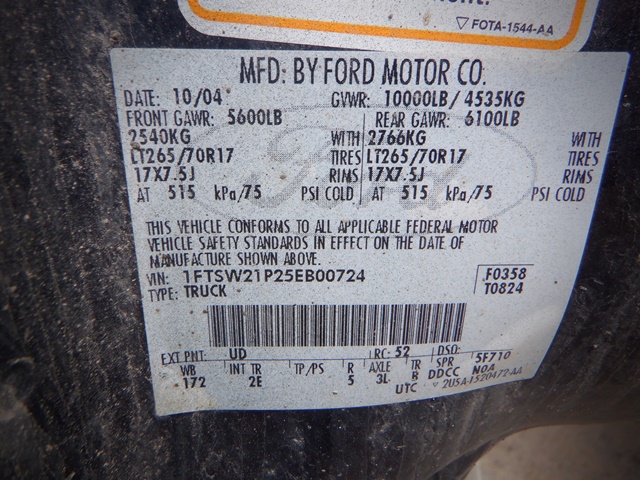 FOTA-1544-AA
MFD: BY FORD MOTOR CO.
DATE: 10/04 GVWR: 10000LB/ 4535KG
FRONT GAWR: 5600LB REAR GAWR: 6100LB
2540KG WITH 2766KG WITH
LT265/70R17 TIRES LT265/70R17 TIRES
17X7.5J RIMS 17X7.5J RIMS
AT 515 kPa/75 PSI COLD AT 515 kPa/75 PSI COLD
THIS VEHICLE CONFORMS TO ALL APPLICABLE FEDERAL MOTOR
VEHICLE SAFETY STANDARDS IN EFFECT ON THE DATE OF
MANUFACTURE SHOWN ABOVE.
VIN: 1FTSW21P25EB00724 F0358
TYPE: TRUCK T0824
EXT PNT: UD RC: 52 DSO:
WB INT TR TP/PS R AXLE TR SPR 5F710
172 2E 5 3L R DDCC N0A
UTC 2U5A-1520472-AA